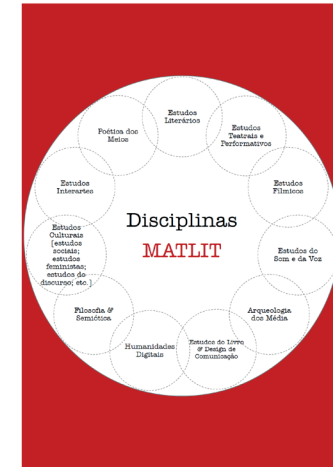 Estudos
Literários
Estudos
Teatrais e
Performativos
Estudos
Fílmicos
Estudos do
Som e da Voz
Arqueologia
dos Média
Estudos do Livro
& Design de
Comunicação
Humanidades
Digitais
Filosofia &
Semiótica
Estudos
Culturais
[estudos
sociais;
estudos
feministas;
estudos do
discurso; etc.]
Estudos
Interartes
Poética dos
Meios
Disciplinas
MATLIT